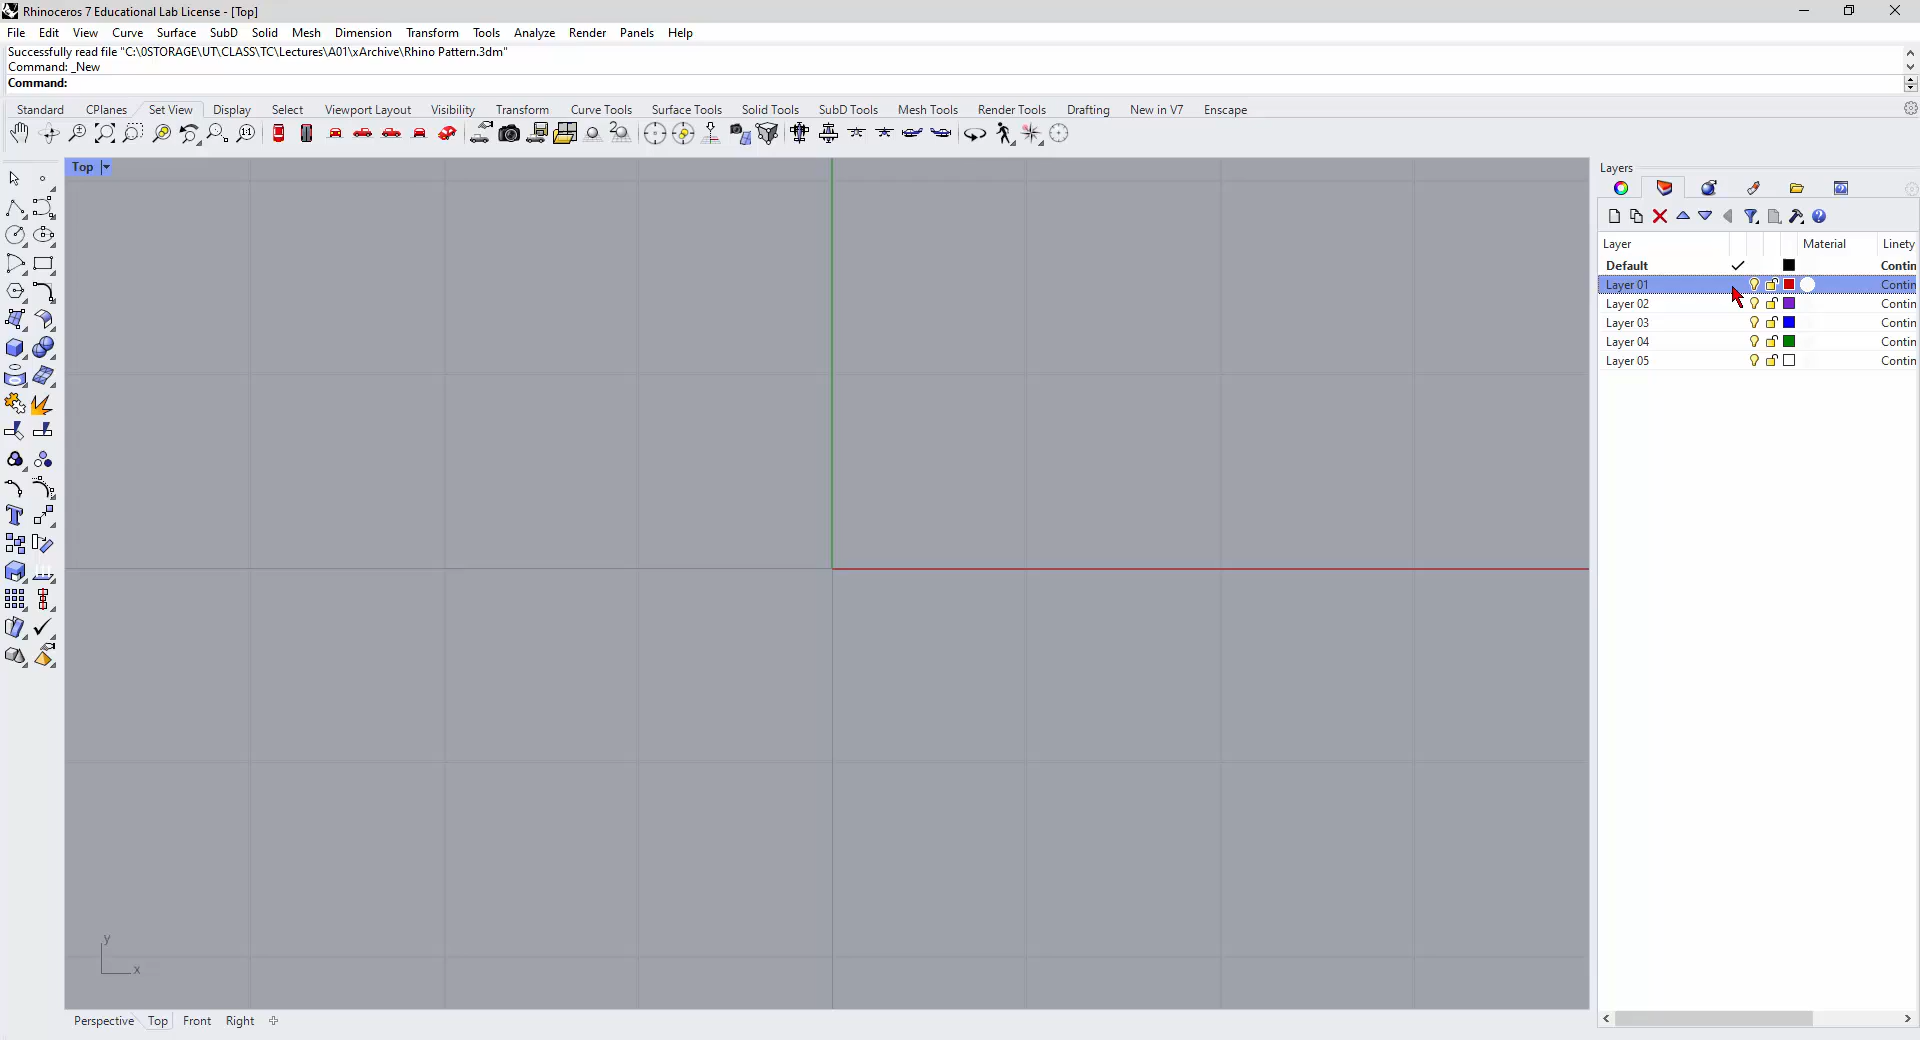 Rhinoceros 7 Educational Lab License - [Top]
File Edit View Curve Surface SubD Solid Mesh Dimension Transform Tools Analyze Render Panels Help
Successfully read file "C:\0STORAGE\UT\CLASS\TC\Lectures\A01\xArchive\Rhino Pattern.3dm"
Command: _New
Command:
Standard CPlanes Set View Display Select Viewport Layout Visibility Transform Curve Tools Surface Tools Solid Tools SubD Tools Mesh Tools Render Tools Drafting New in V7 Enscape
Top
Layers
Layer Material Linety
Default Contin
Layer 01 Contin
Layer 02 Contin
Layer 03 Contin
Layer 04 Contin
Layer 05 Contin
y
x
Perspective Top Front Right